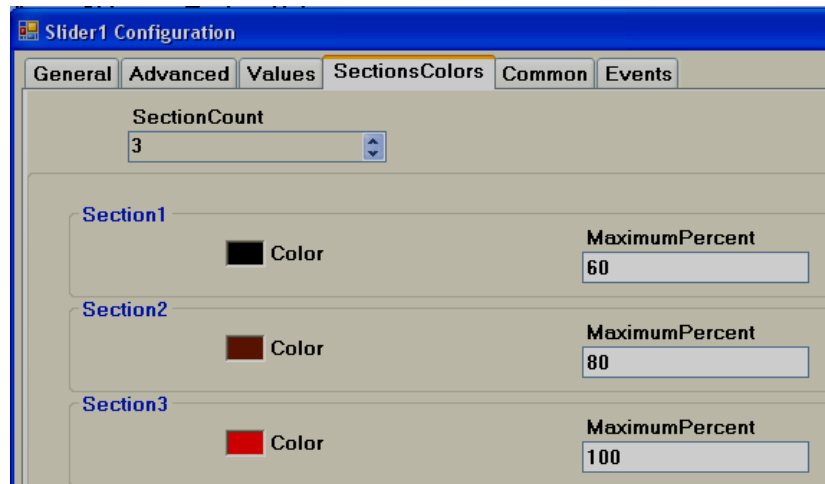 Slider1 Configuration
General Advanced Values SectionsColors Common Events
SectionCount
3
Section1
Color
MaximumPercent
60
Section2
Color
MaximumPercent
80
Section3
Color
MaximumPercent
100